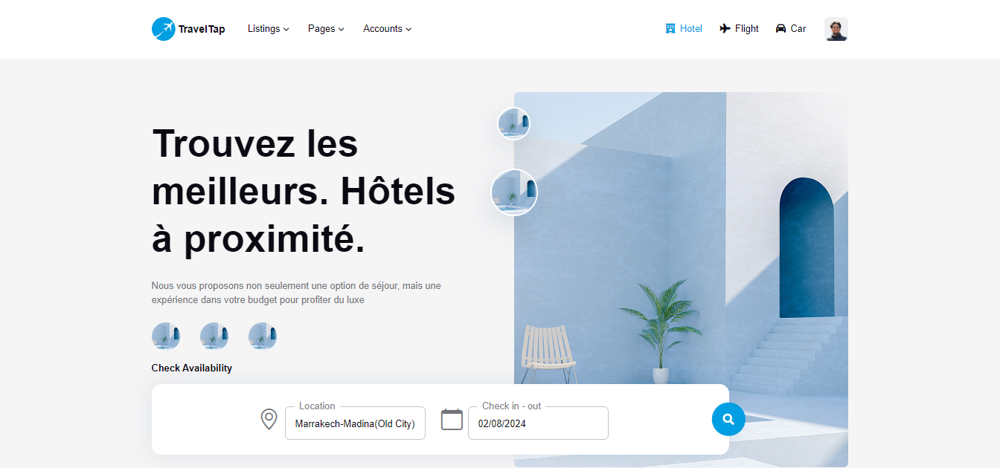 TravelTap
Listings
Pages
Accounts
Hotel
Flight
Car
Trouvez les
meilleurs. Hôtels
à proximité.
Nous vous proposons non seulement une option de séjour, mais une
expérience dans votre budget pour profiter du luxe
Check Availability
Location
Marrakech-Madina(Old City)
Check in - out
02/08/2024